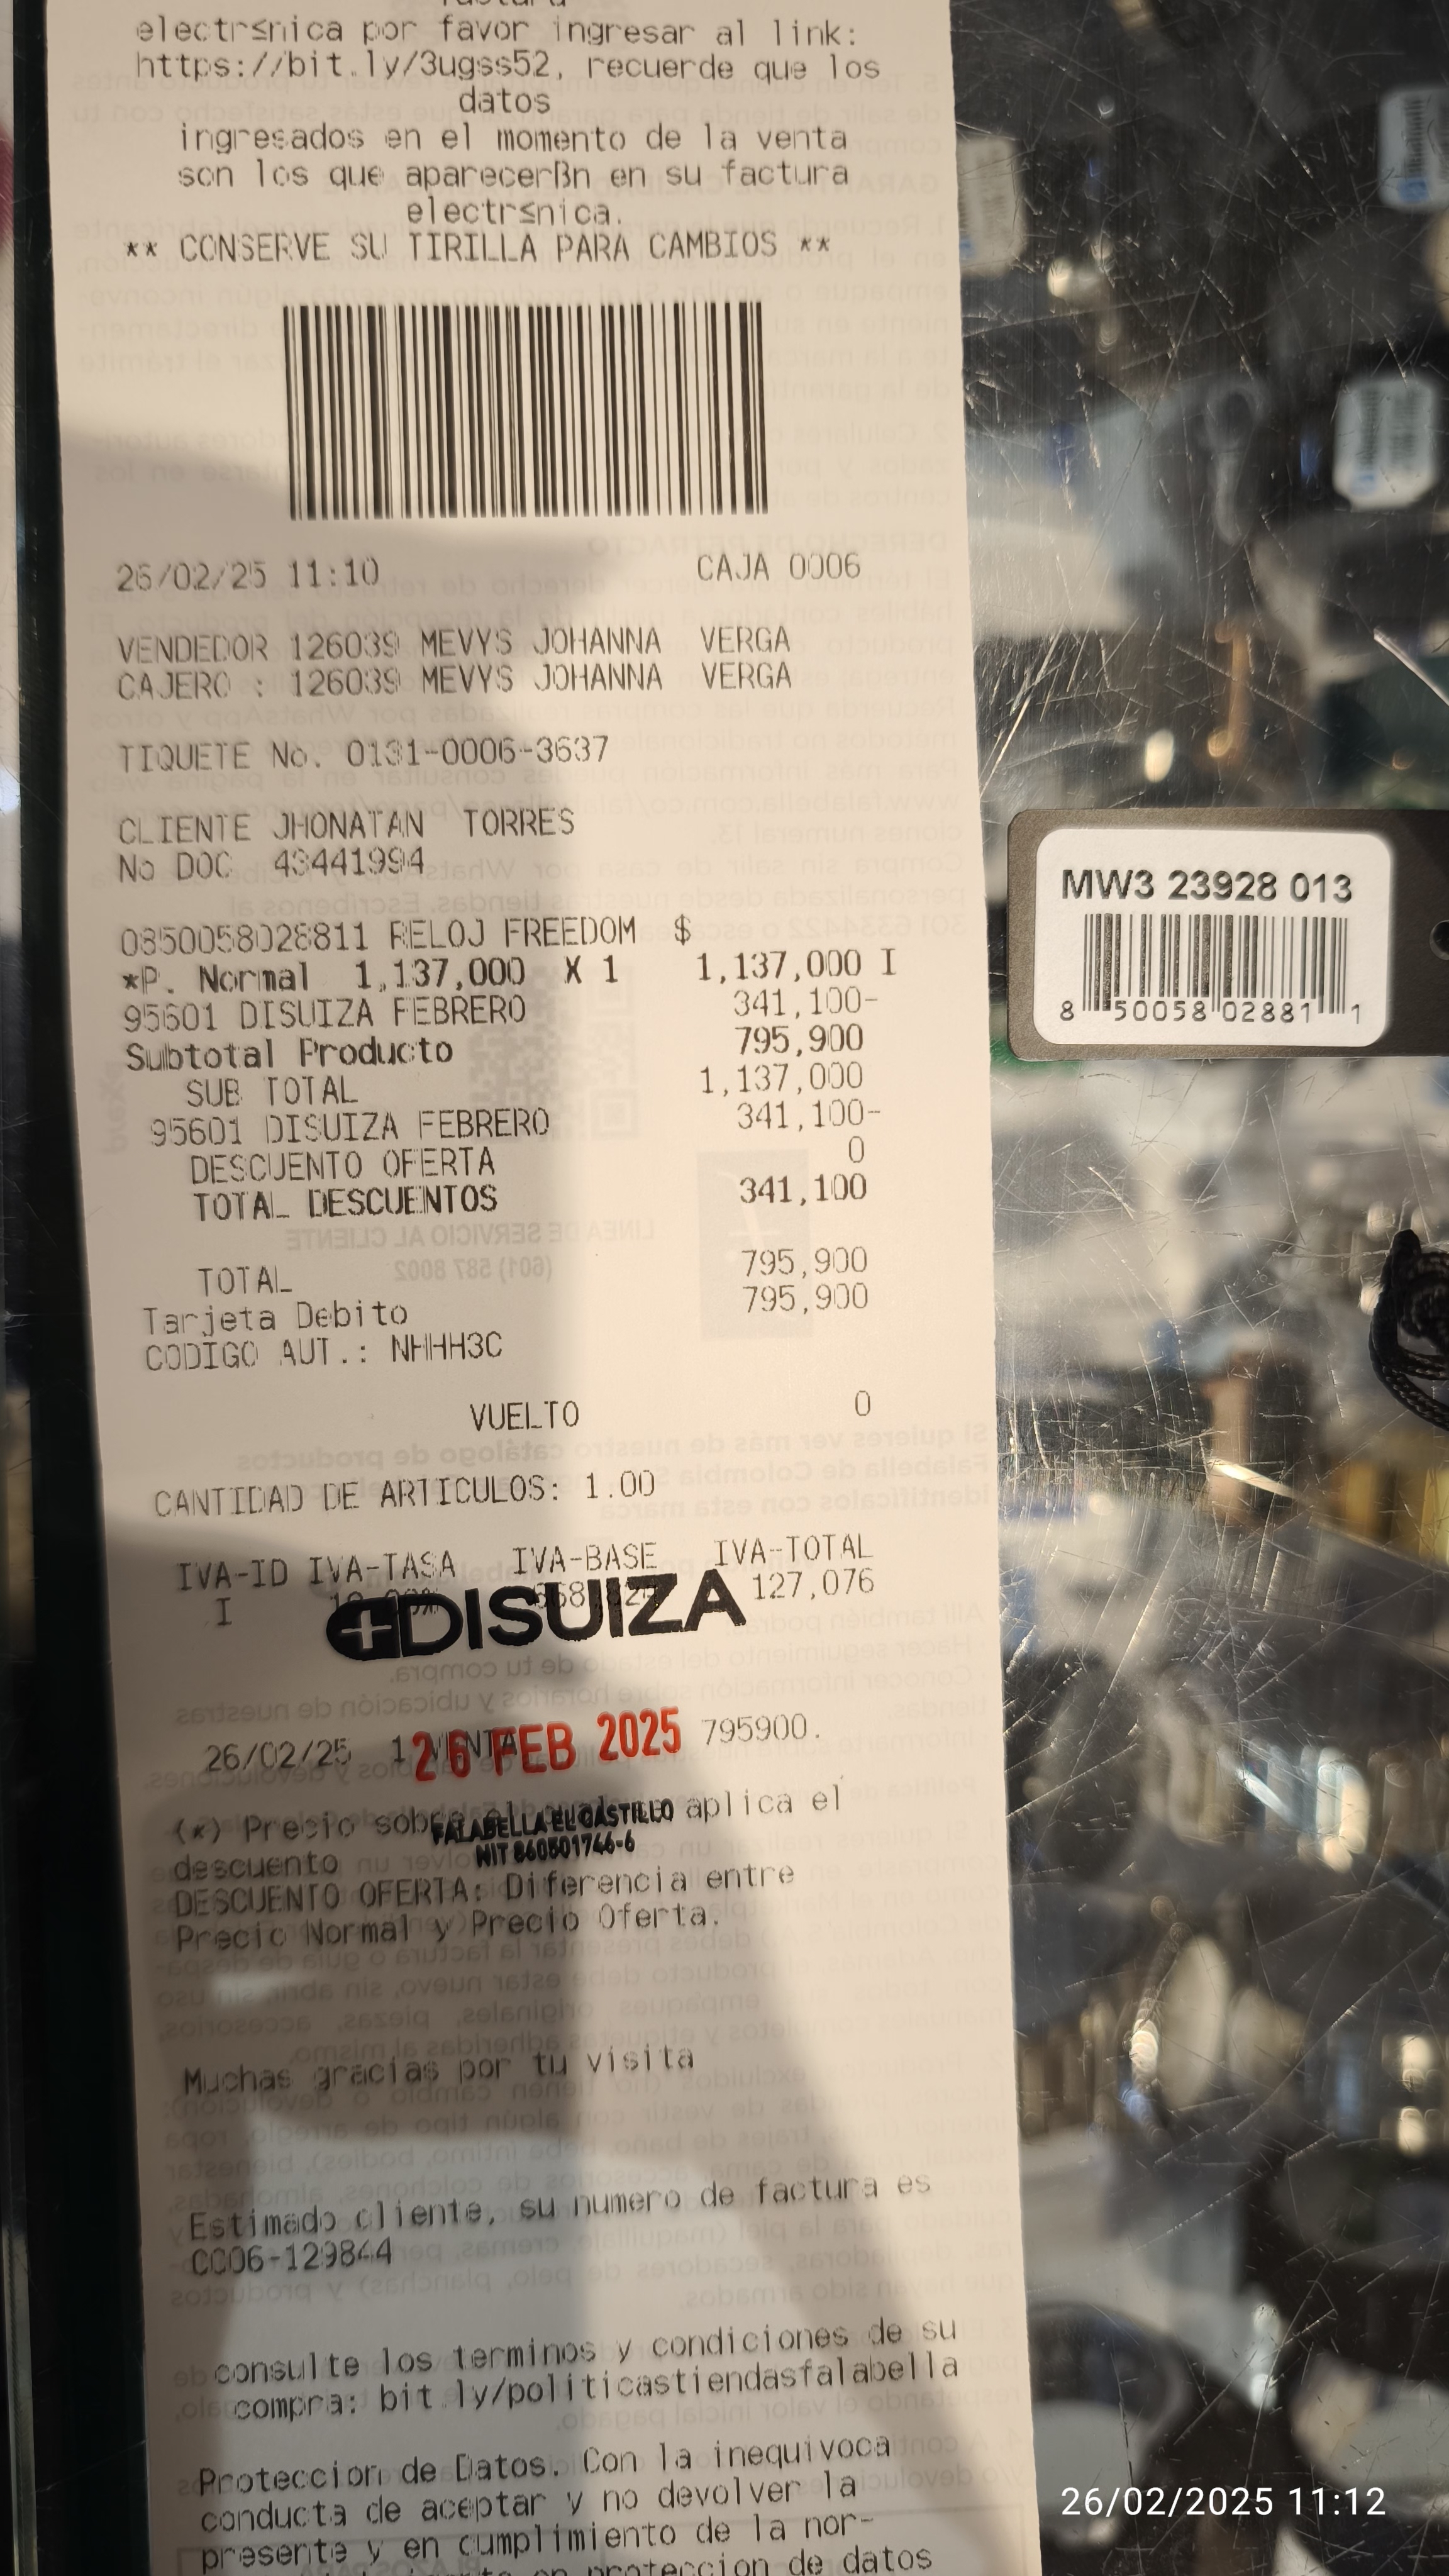 electr≤nica por favor ingresar al link:
https://bit.ly/3ugss52, recuerde que los
datos
ingresados en el momento de la venta
son los que aparecerßn en su factura
electr≤nica.
** CONSERVE SU TIRILLA PARA CAMBIOS **
26/02/25 11:10 CAJA 0006
VENDEDOR 126039 MEVYS JOHANNA VERGA
CAJERO : 126039 MEVYS JOHANNA VERGA
TIQUETE No. 0131-0006-3637
CLIENTE JHONATAN TORRES
No DOC 43441994
0850058028811 RELOJ FREEDOM $
*P. Normal 1,137,000 X 1 1,137,000 I
95601 DISUIZA FEBRERO 341,100-
Subtotal Producto 795,900
SUB TOTAL 1,137,000
95601 DISUIZA FEBRERO 341,100-
DESCUENTO OFERTA 0
TOTAL DESCUENTOS 341,100
TOTAL 795,900
Tarjeta Debito 795,900
CODIGO AUT.: NHHH3C
VUELTO 0
CANTIDAD DE ARTICULOS: 1.00
IVA-ID IVA-TASA IVA-BASE IVA-TOTAL
I 127,076
DISUIZA
26/02/25 1 VENTA 795900.
26 FEB 2025
(*) Precio sobre el aplica el
FALABELLA EL CASTILLO
NIT 860501746-6
descuento
DESCUENTO OFERTA: Diferencia entre
Precio Normal y Precio Oferta.
Muchas gracias por tu visita
Estimado cliente, su numero de factura es
CC06-129844
consulte los terminos y condiciones de su
compra: bit.ly/politicastiendasfalabella
Proteccion de Datos. Con la inequivoca
conducta de aceptar y no devolver la
presente y en cumplimiento de la nor-
en proteccion de datos
MW3 23928 013
8 50058 02881 1
26/02/2025 11:12